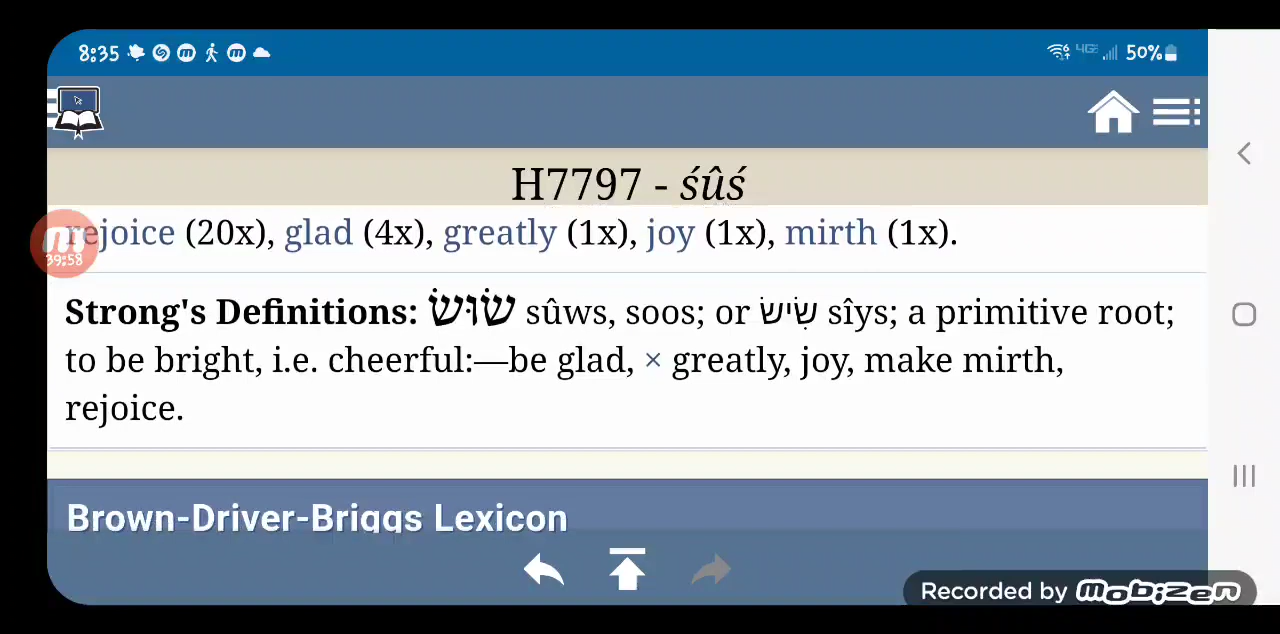 8:35 50%
H7797 - śûś
rejoice (20x), glad (4x), greatly (1x), joy (1x), mirth (1x).
39:58
Strong's Definitions: שׂוּשׂ sûws, soos; or שִׂישׂ sîys; a primitive root;
to be bright, i.e. cheerful:—be glad, × greatly, joy, make mirth,
rejoice.
Brown-Driver-Briggs Lexicon
Recorded by mobizen